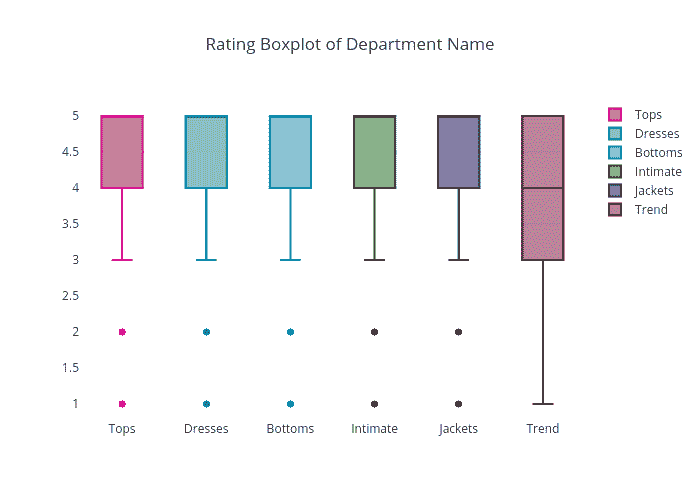 Rating Boxplot of Department Name
5
4.5
4
3.5
3
2.5
2
1.5
1
Tops
Dresses
Bottoms
Intimate
Jackets
Trend
Tops
Dresses
Bottoms
Intimate
Jackets
Trend